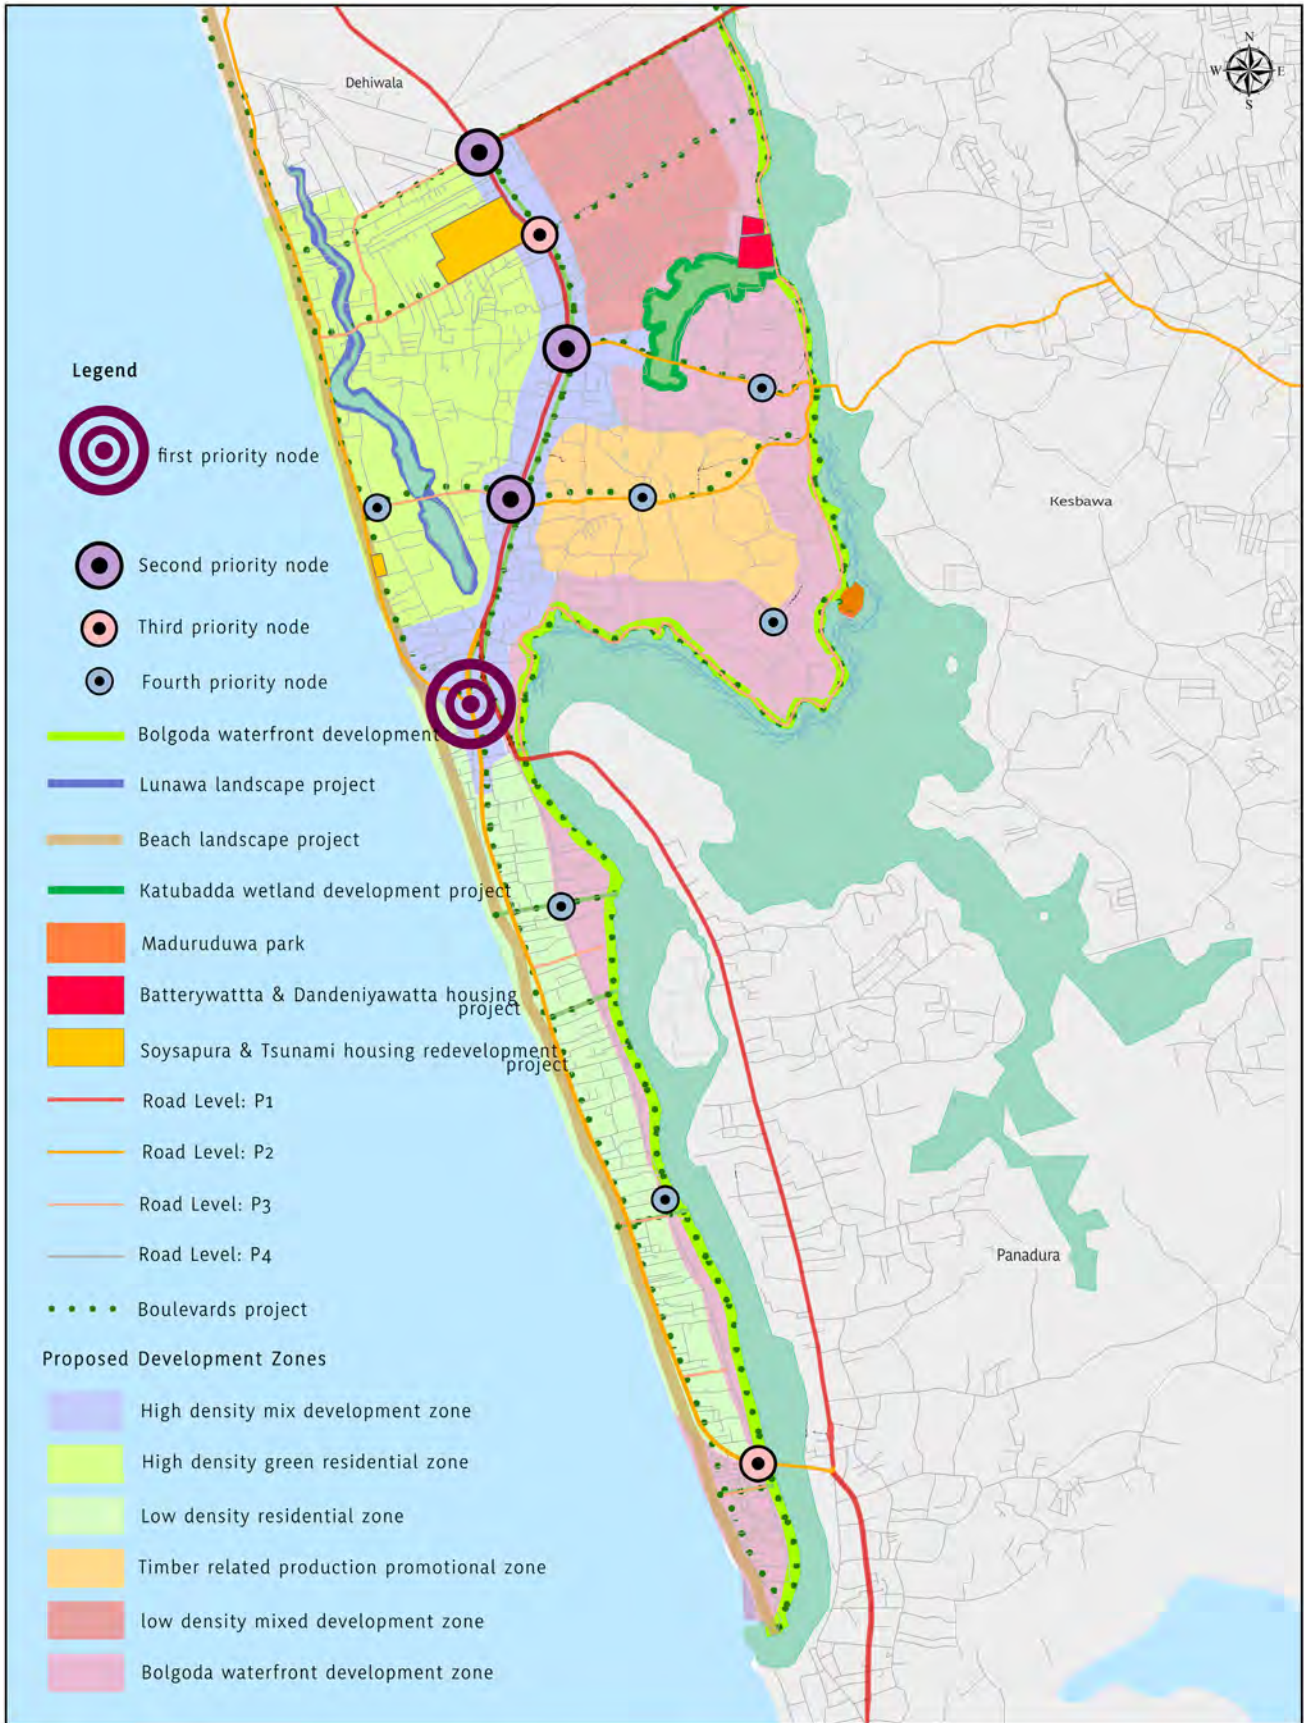 N
W
E
S
Dehiwala
Kesbawa
Panadura
Legend
first priority node
Second priority node
Third priority node
Fourth priority node
Bolgoda waterfront development
Lunawa landscape project
Beach landscape project
Katubadda wetland development project
Maduruduwa park
Batterywattta & Dandeniyawatta housing
project
Soysapura & Tsunami housing redevelopment
project
Road Level: P1
Road Level: P2
Road Level: P3
Road Level: P4
Boulevards project
Proposed Development Zones
High density mix development zone
High density green residential zone
Low density residential zone
Timber related production promotional zone
low density mixed development zone
Bolgoda waterfront development zone